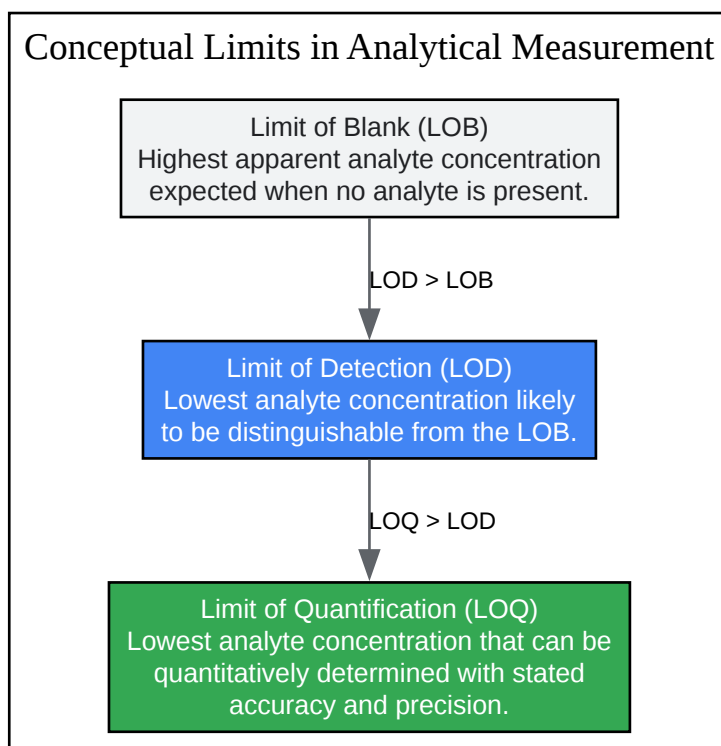 Conceptual Limits in Analytical Measurement
Limit of Blank (LOB)
Highest apparent analyte concentration
expected when no analyte is present.
LOD > LOB
Limit of Detection (LOD)
Lowest analyte concentration likely
to be distinguishable from the LOB.
LOQ > LOD
Limit of Quantification (LOQ)
Lowest analyte concentration that can be
quantitatively determined with stated
accuracy and precision.